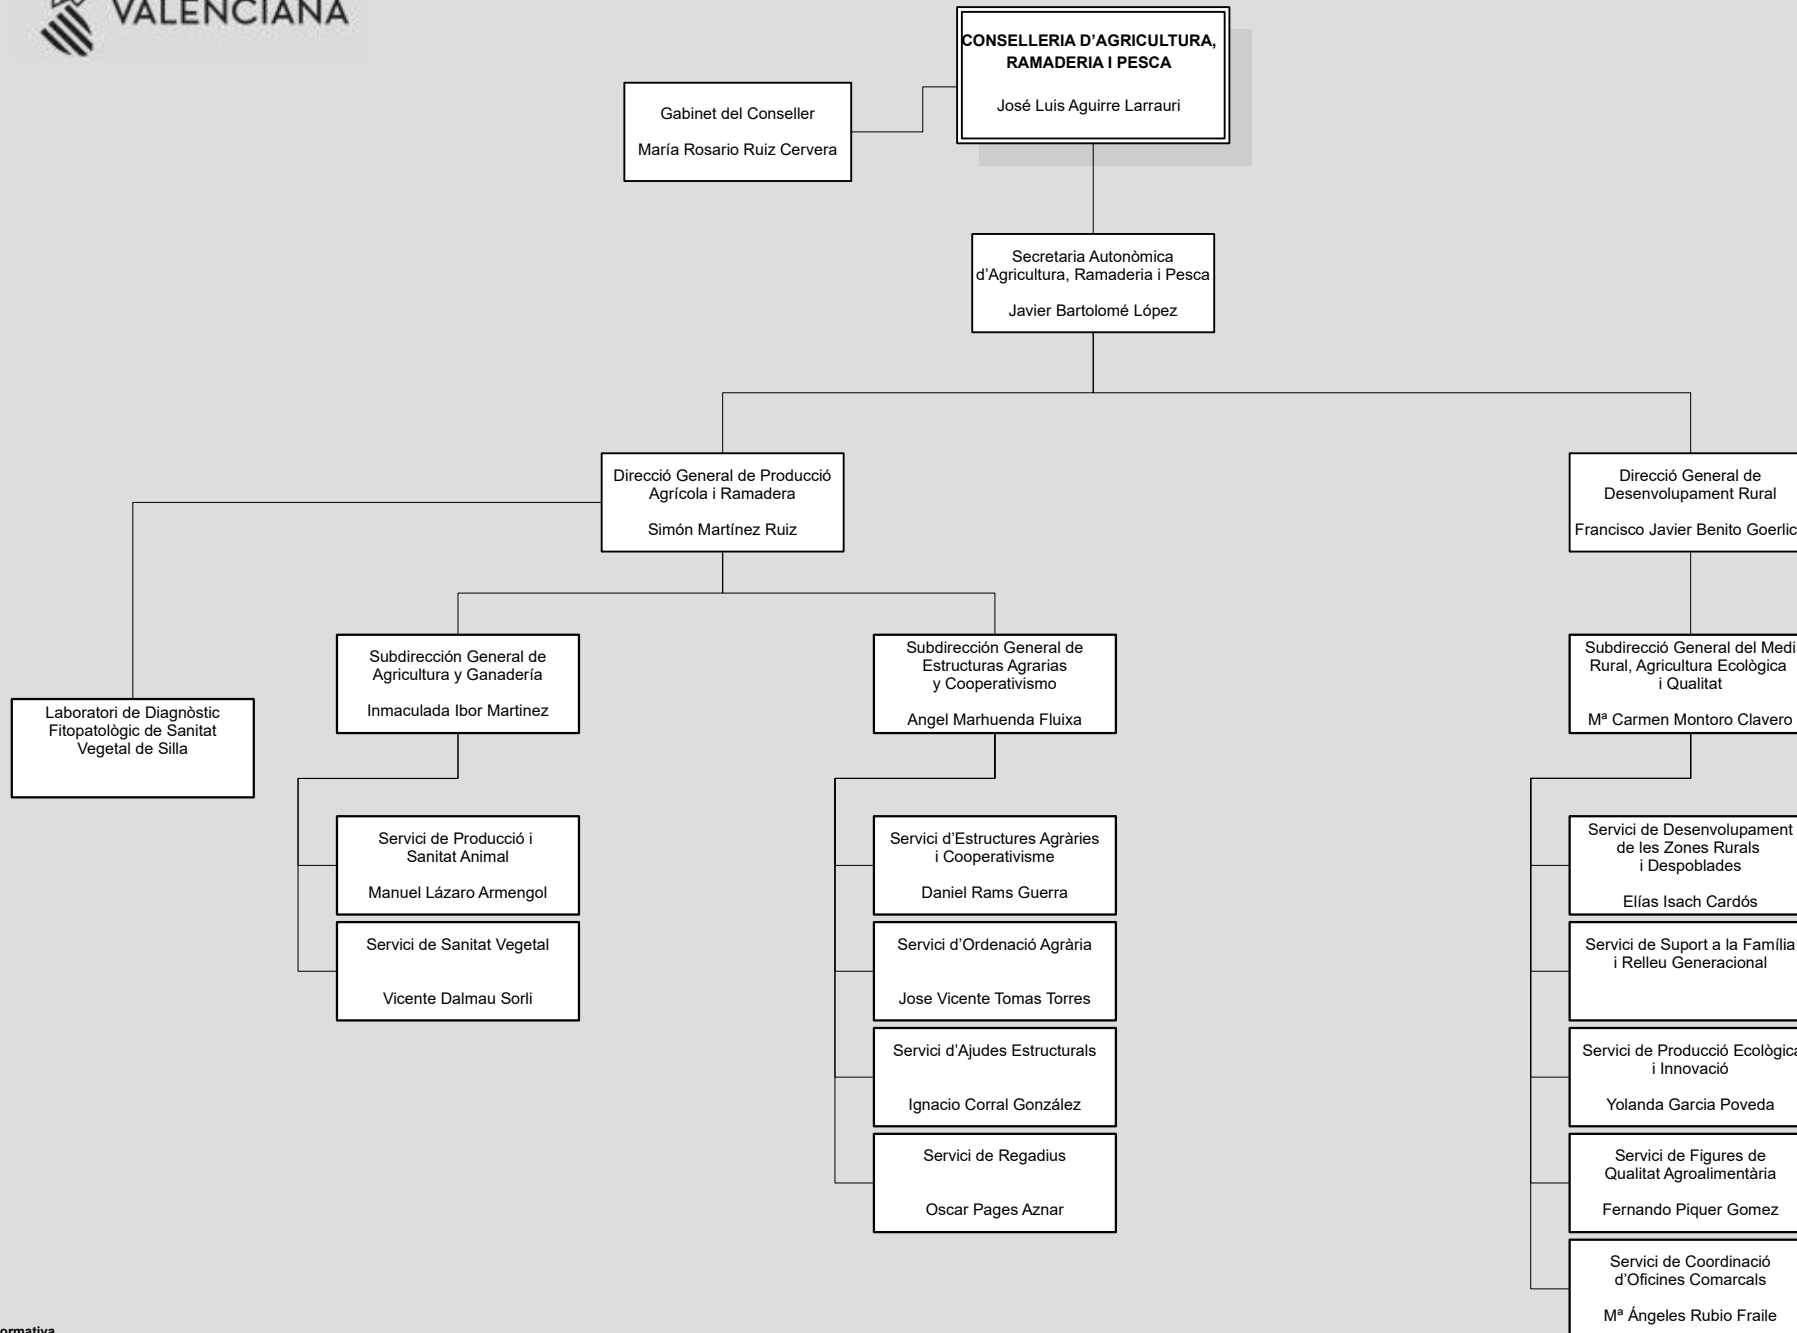 VALENCIANA
CONSELLERIA D'AGRICULTURA,
RAMADERIA I PESCA
José Luis Aguirre Larrauri
Gabinet del Conseller
María Rosario Ruiz Cervera
Secretaria Autonòmica
d'Agricultura, Ramaderia i Pesca
Javier Bartolomé López
Direcció General de Producció
Agrícola i Ramadera
Simón Martínez Ruiz
Direcció General de
Desenvolupament Rural
Francisco Javier Benito Goerlic
Laboratori de Diagnòstic
Fitopatològic de Sanitat
Vegetal de Silla
Subdirección General de
Agricultura y Ganadería
Inmaculada Ibor Martinez
Servici de Producció i
Sanitat Animal
Manuel Lázaro Armengol
Servici de Sanitat Vegetal
Vicente Dalmau Sorli
Subdirección General de
Estructuras Agrarias
y Cooperativismo
Angel Marhuenda Fluixa
Servici d'Estructures Agràries
i Cooperativisme
Daniel Rams Guerra
Servici d'Ordenació Agrària
Jose Vicente Tomas Torres
Servici d'Ajudes Estructurals
Ignacio Corral González
Servici de Regadius
Oscar Pages Aznar
Subdirecció General del Medi
Rural, Agricultura Ecològica
i Qualitat
Mª Carmen Montoro Clavero
Servici de Desenvolupament
de les Zones Rurals
i Despoblades
Elías Isach Cardós
Servici de Suport a la Família
i Relleu Generacional
Servici de Producció Ecològica
i Innovació
Yolanda Garcia Poveda
Servici de Figures de
Qualitat Agroalimentària
Fernando Piquer Gomez
Servici de Coordinació
d'Oficines Comarcals
Mª Ángeles Rubio Fraile